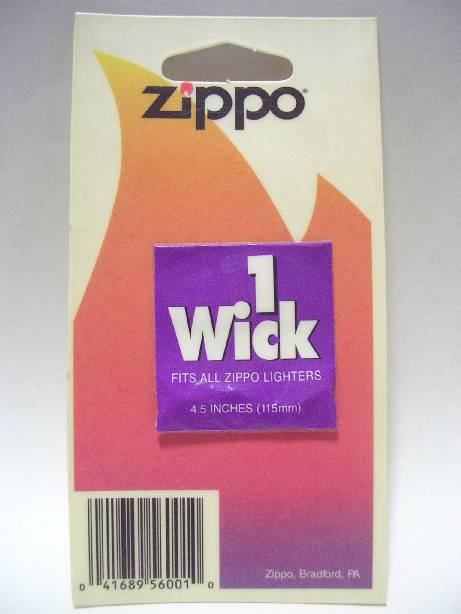 zippo®
1
Wick
FITS ALL ZIPPO LIGHTERS
4.5 INCHES (115mm)
0 41689 56001 0
Zippo, Bradford, PA